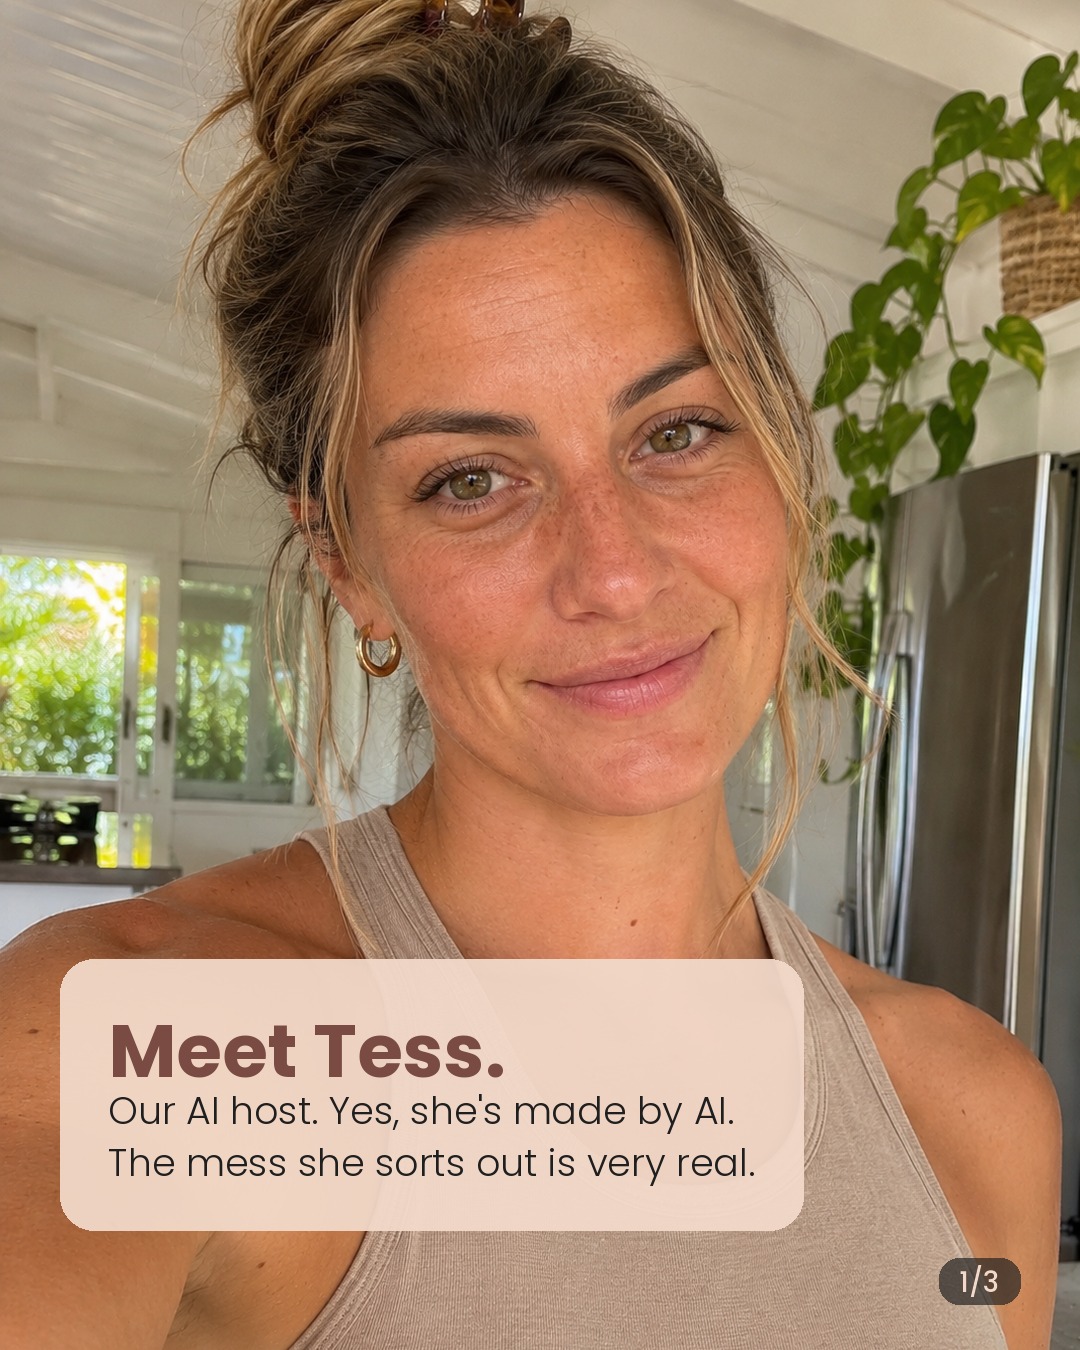 Meet Tess.
Our AI host. Yes, she's made by AI.
The mess she sorts out is very real.
1/3